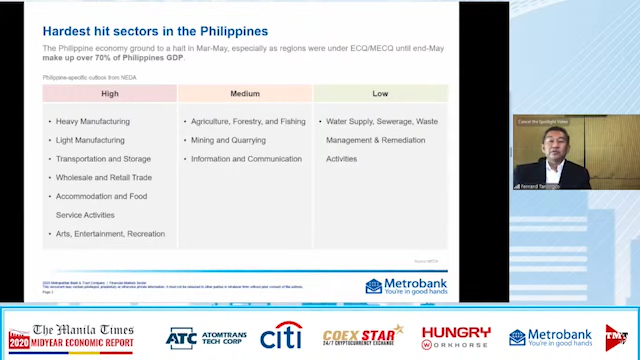 Hardest hit sectors in the Philippines
The Philippine economy ground to a halt in Mar-May, especially as regions were under ECQ/MECQ until end-May
make up over 70% of Philippines GDP.
Philippine-specific outlook from NEDA
High
Medium
Low
• Heavy Manufacturing
• Light Manufacturing
• Transportation and Storage
• Wholesale and Retail Trade
• Accommodation and Food
Service Activities
• Arts, Entertainment, Recreation
• Agriculture, Forestry, and Fishing
• Mining and Quarrying
• Information and Communication
• Water Supply, Sewerage, Waste
Management & Remediation
Activities
Source: NEDA
Metrobank
You're in good hands
Cancel the Spotlight Video
The Manila Times
2020 MIDYEAR ECONOMIC REPORT
ATC
ATOMTRANS
TECH CORP
citi
COEX STAR
24/7 CRYPTOCURRENCY EXCHANGE
HUNGRY
WORKHORSE
Metrobank
You're in good hands